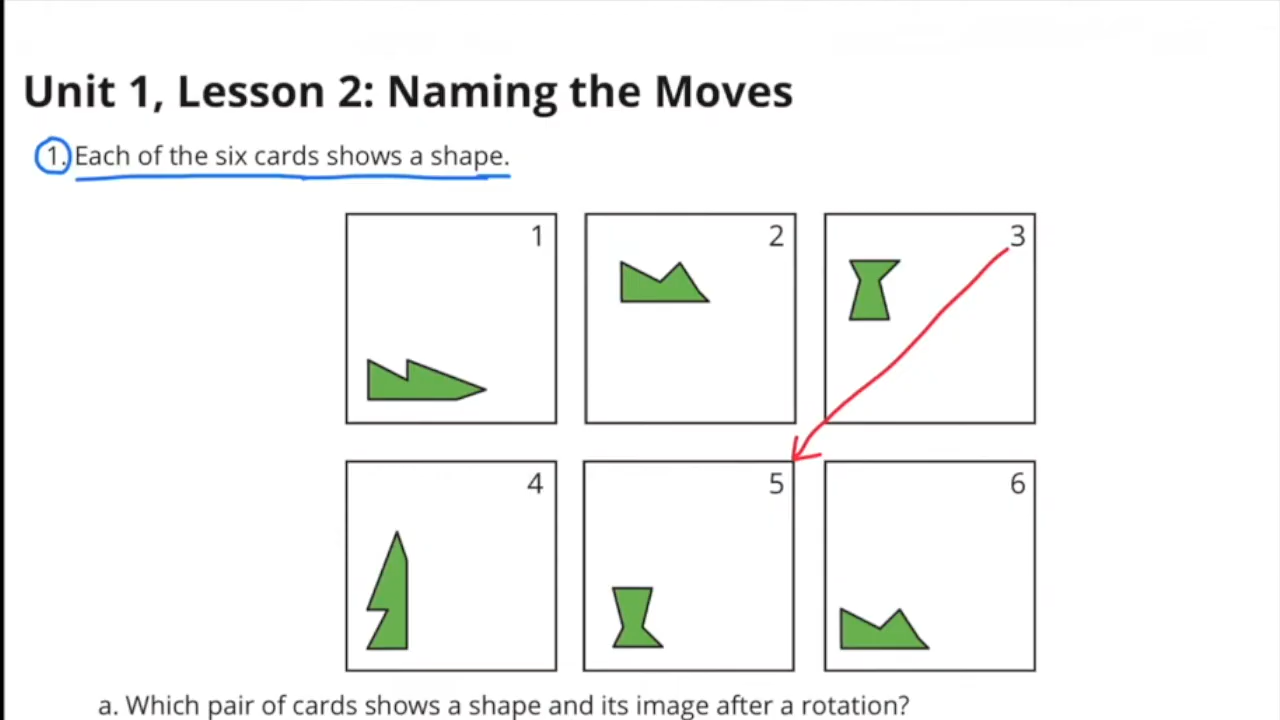 Unit 1, Lesson 2: Naming the Moves
1. Each of the six cards shows a shape.
1
2
3
4
5
6
a. Which pair of cards shows a shape and its image after a rotation?